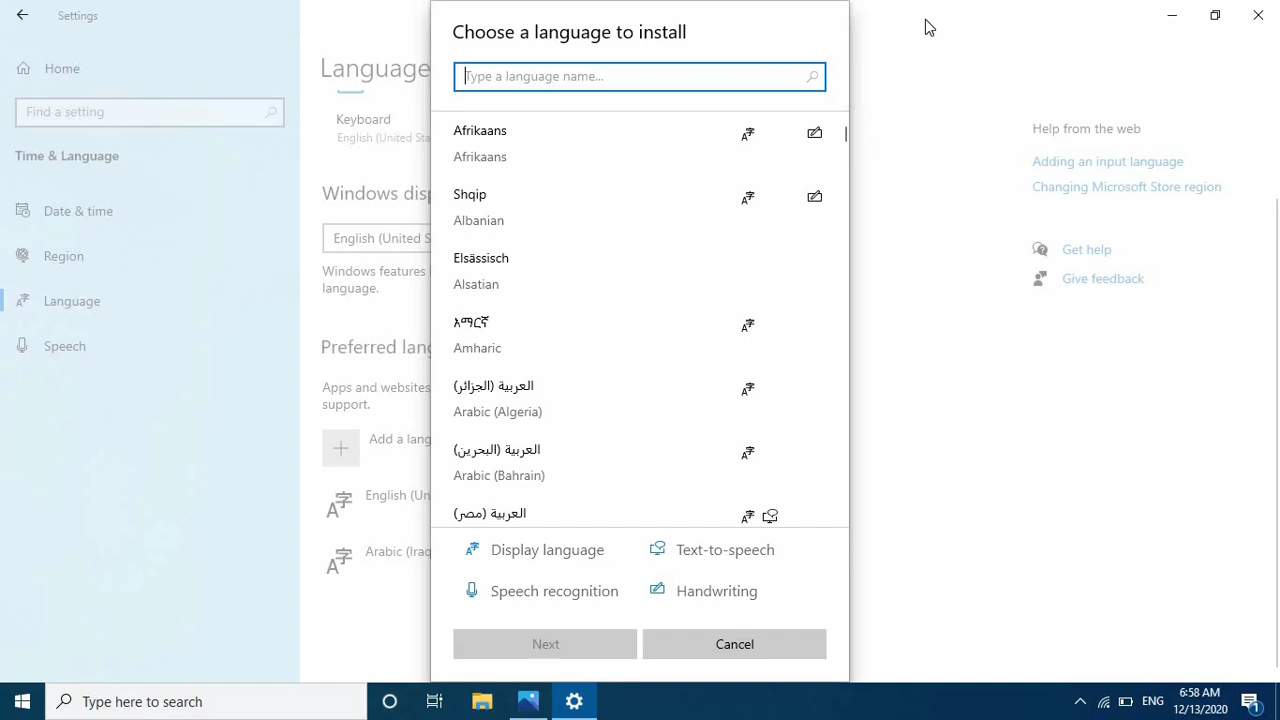 Settings
Home
Find a setting
Time & Language
Date & time
Region
Language
Speech
Language
Keyboard
English (United Sta
Windows disp
English (United S
Windows features
language.
Preferred lang
Apps and websites
support.
Add a lang
English (Un
Arabic (Iraq
Choose a language to install
Type a language name...
Afrikaans
Afrikaans
Shqip
Albanian
Elsässisch
Alsatian
አማርኛ
Amharic
العربية (الجزائر)
Arabic (Algeria)
العربية (البحرين)
Arabic (Bahrain)
العربية (مصر)
Display language
Text-to-speech
Speech recognition
Handwriting
Next
Cancel
Help from the web
Adding an input language
Changing Microsoft Store region
Get help
Give feedback
Type here to search
ENG
6:58 AM
12/13/2020
1